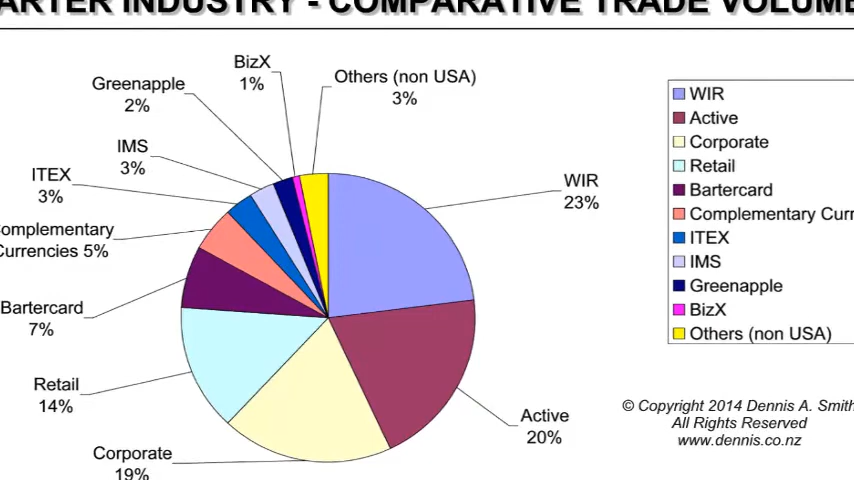 ARTER INDUSTRY - COMPARATIVE TRADE VOLUME
BizX
1%
Others (non USA)
3%
Greenapple
2%
IMS
3%
ITEX
3%
omplementary
Currencies 5%
Bartercard
7%
Retail
14%
Corporate
19%
WIR
23%
Active
20%
WIR
Active
Corporate
Retail
Bartercard
Complementary Curr
ITEX
IMS
Greenapple
BizX
Others (non USA)
© Copyright 2014 Dennis A. Smith
All Rights Reserved
www.dennis.co.nz